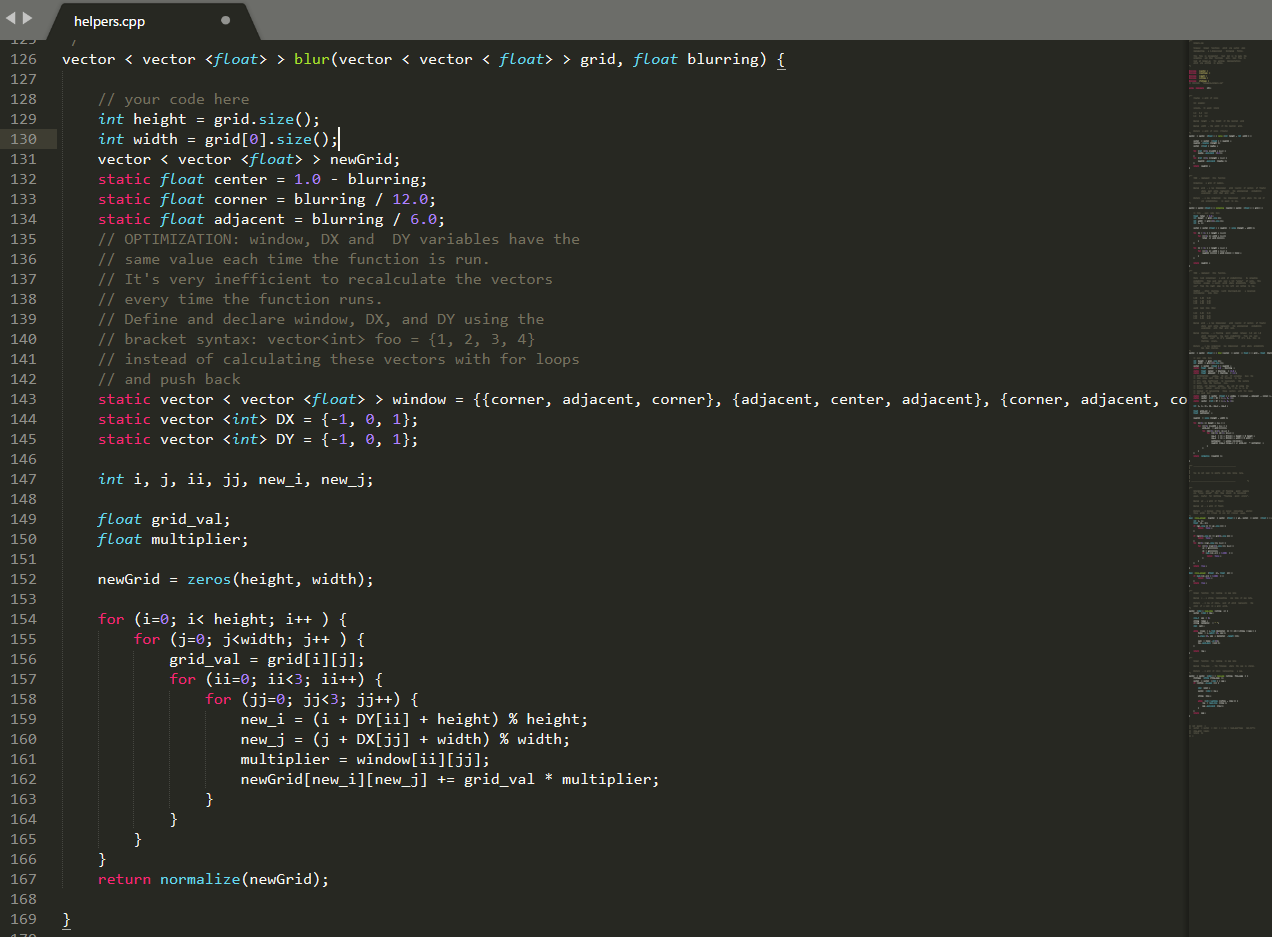 helpers.cpp
125 /
126 vector < vector <float> > blur(vector < vector < float> > grid, float blurring) {
127
128 // your code here
129 int height = grid.size();
130 int width = grid[0].size();
131 vector < vector <float> > newGrid;
132 static float center = 1.0 - blurring;
133 static float corner = blurring / 12.0;
134 static float adjacent = blurring / 6.0;
135 // OPTIMIZATION: window, DX and  DY variables have the
136 // same value each time the function is run.
137 // It's very inefficient to recalculate the vectors
138 // every time the function runs.
139 // Define and declare window, DX, and DY using the
140 // bracket syntax: vector<int> foo = {1, 2, 3, 4}
141 // instead of calculating these vectors with for loops
142 // and push back
143 static vector < vector <float> > window = {{corner, adjacent, corner}, {adjacent, center, adjacent}, {corner, adjacent, co
144 static vector <int> DX = {-1, 0, 1};
145 static vector <int> DY = {-1, 0, 1};
146
147 int i, j, ii, jj, new_i, new_j;
148
149 float grid_val;
150 float multiplier;
151
152 newGrid = zeros(height, width);
153
154 for (i=0; i< height; i++ ) {
155 for (j=0; j<width; j++ ) {
156 grid_val = grid[i][j];
157 for (ii=0; ii<3; ii++) {
158 for (jj=0; jj<3; jj++) {
159 new_i = (i + DY[ii] + height) % height;
160 new_j = (j + DX[jj] + width) % width;
161 multiplier = window[ii][jj];
162 newGrid[new_i][new_j] += grid_val * multiplier;
163 }
164 }
165 }
166 }
167 return normalize(newGrid);
168
169 }